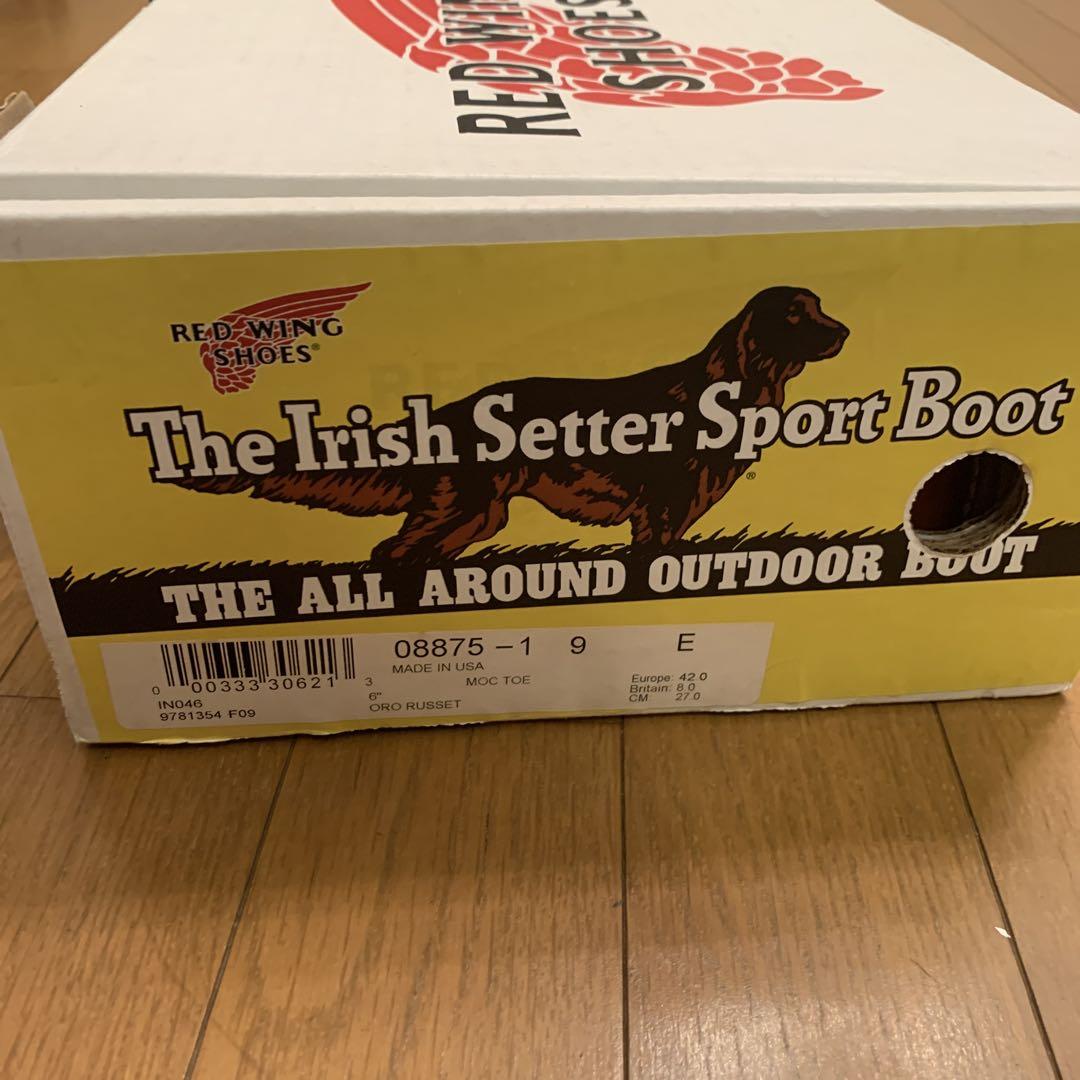 RED WIN
SHOES
RED WING
SHOES®
The Irish Setter Sport Boot
®
THE ALL AROUND OUTDOOR BOOT
08875-1 9 E
MADE IN USA
MOC TOE
0 00333 30621 3
6"
ORO RUSSET
IN046
9781354 F09
Europe: 42.0
Britain: 8.0
CM 27.0